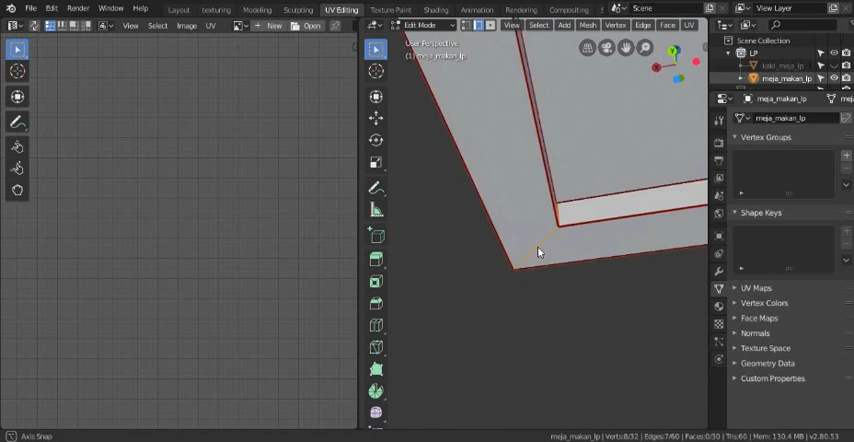 File Edit Render Window Help Layout Modeling Sculpting UV Editing Texture Paint Shading Animation Rendering Compositing Scene View Layer
View Select Image UV New Open Edit Mode View Select Add Mesh Vertex Edge Face UV
User Perspective
(1) meja_makan_lp
Y
X
Scene Collection
LP
kaki_meja_lp
meja_makan_lp
meja_makan_lp
meja_makan_lp
Vertex Groups
Shape Keys
UV Maps
Vertex Colors
Face Maps
Normals
Texture Space
Geometry Data
Custom Properties
Axis Snap meja_makan_lp | Verts:8/32 | Edges:7/60 | Faces:0/30 | Tris:60 | Mem: 130.4 MB | v2.80.53